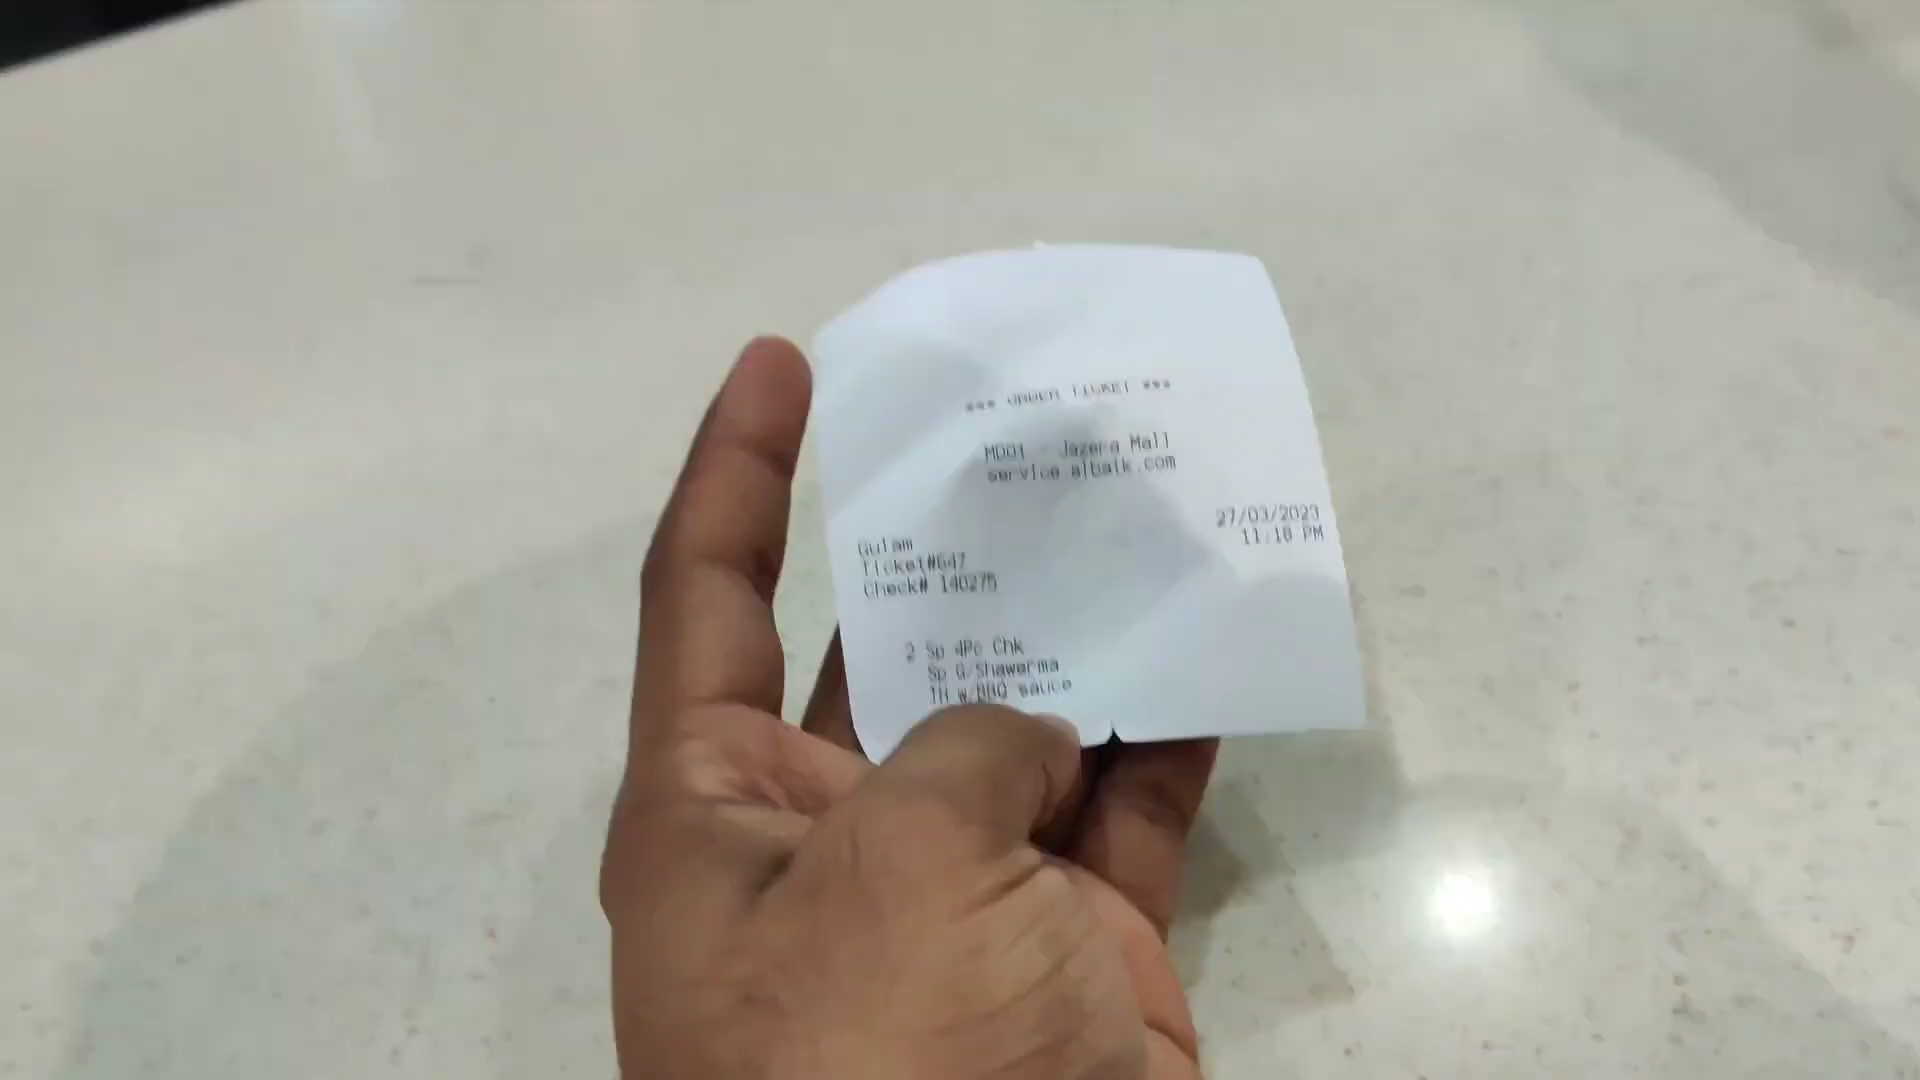 *** ORDER TICKET ***
MD01 Jazera Mall
service.albaik.com
27/03/2023
11:18 PM
Gulam
Ticket#647
Check# 140275
2 Sp 4Pc Chk
Sp G/Shawerma
w/BBQ sauce